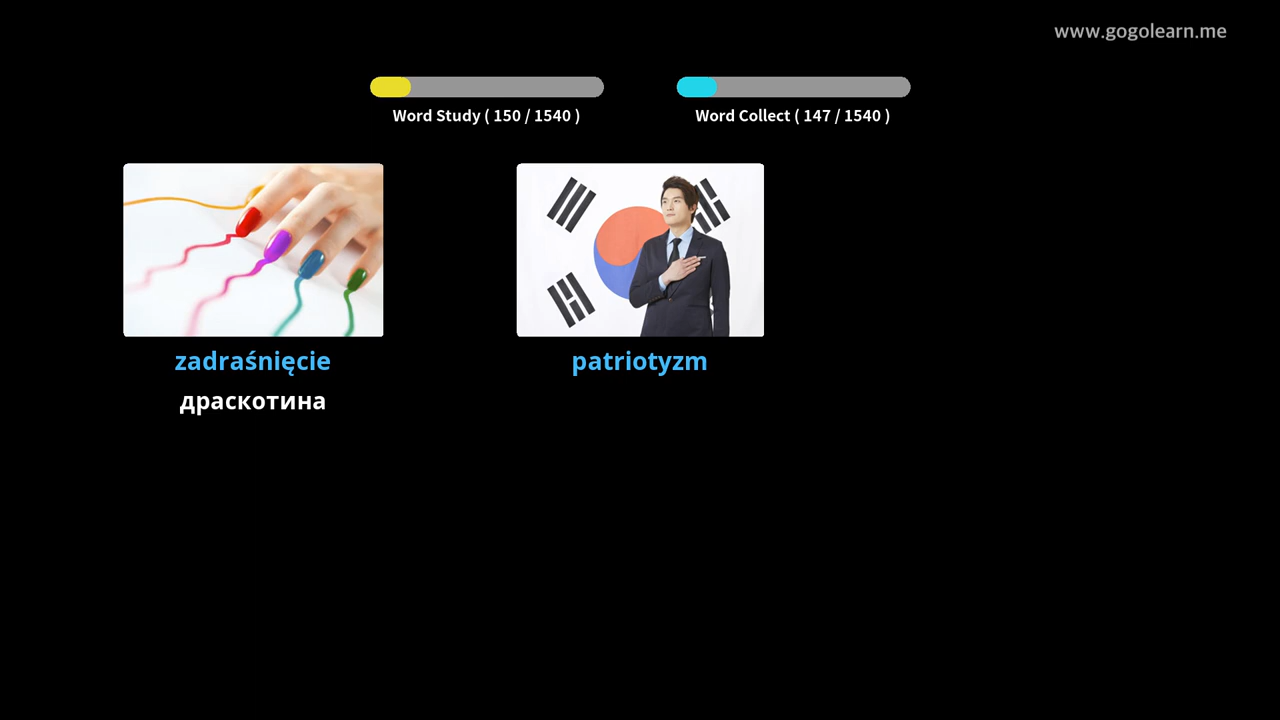 www.gogolearn.me
Word Study ( 150 / 1540 )
Word Collect ( 147 / 1540 )
zadraśnięcie
patriotyzm
драскотина